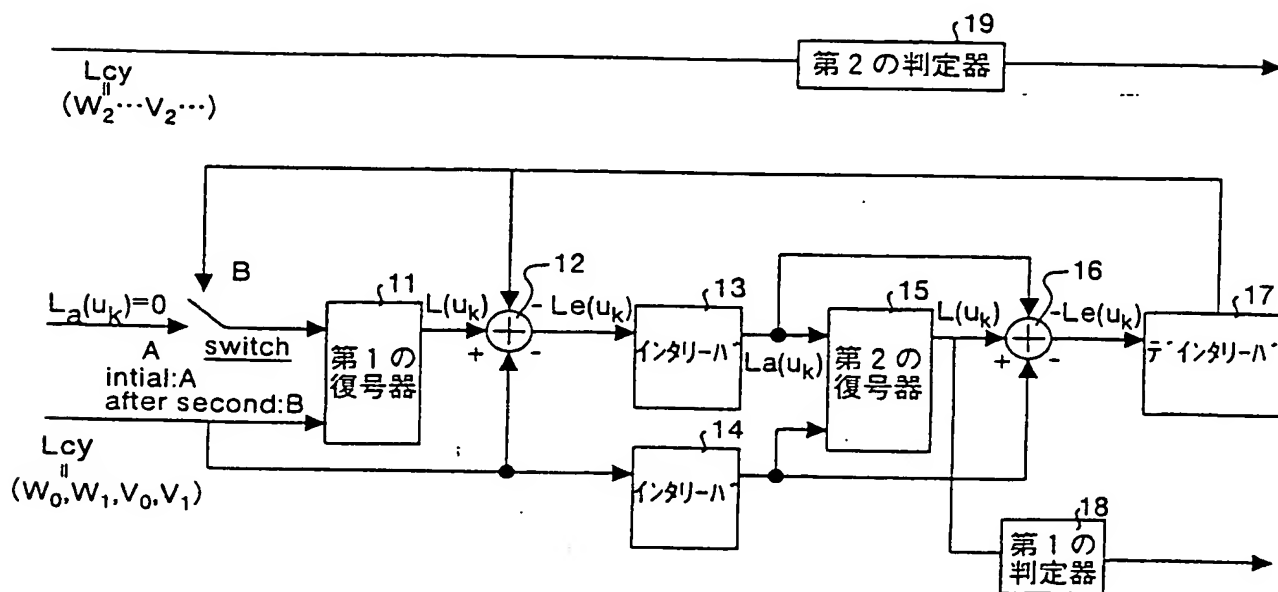 19
第2の判定器
Lcy
=
(W₂…V₂…)
B
Lₐ(uₖ)=0
A
switch
intial:A
after second:B
11
第1の
復号器
L(uₖ)
12
+
-
-
Le(uₖ)
13
インタリーバ
La(uₖ)
15
第2の
復号器
L(uₖ)
16
+
-
-
Le(uₖ)
17
デインタリーバ
Lcy
=
(W₀,W₁,V₀,V₁)
14
インタリーバ
18
第1の
判定器